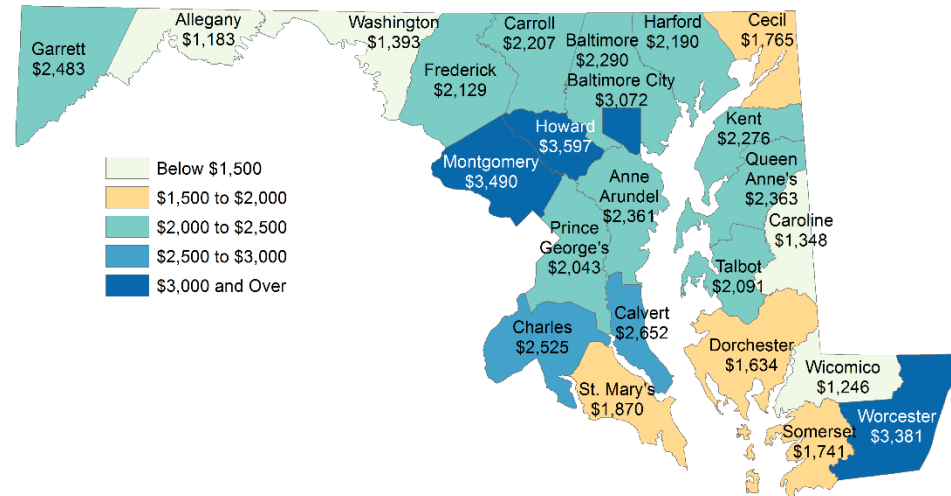 Garrett
$2,483
Allegany
$1,183
Washington
$1,393
Frederick
$2,129
Carroll
$2,207
Baltimore
$2,290
Baltimore City
$3,072
Harford
$2,190
Cecil
$1,765
Howard
$3,597
Montgomery
$3,490
Kent
$2,276
Queen
Anne's
$2,363
Anne
Arundel
$2,361
Caroline
$1,348
Prince
George's
$2,043
Talbot
$2,091
Charles
$2,525
Calvert
$2,652
Dorchester
$1,634
St. Mary's
$1,870
Wicomico
$1,246
Somerset
$1,741
Worcester
$3,381
Below $1,500
$1,500 to $2,000
$2,000 to $2,500
$2,500 to $3,000
$3,000 and Over